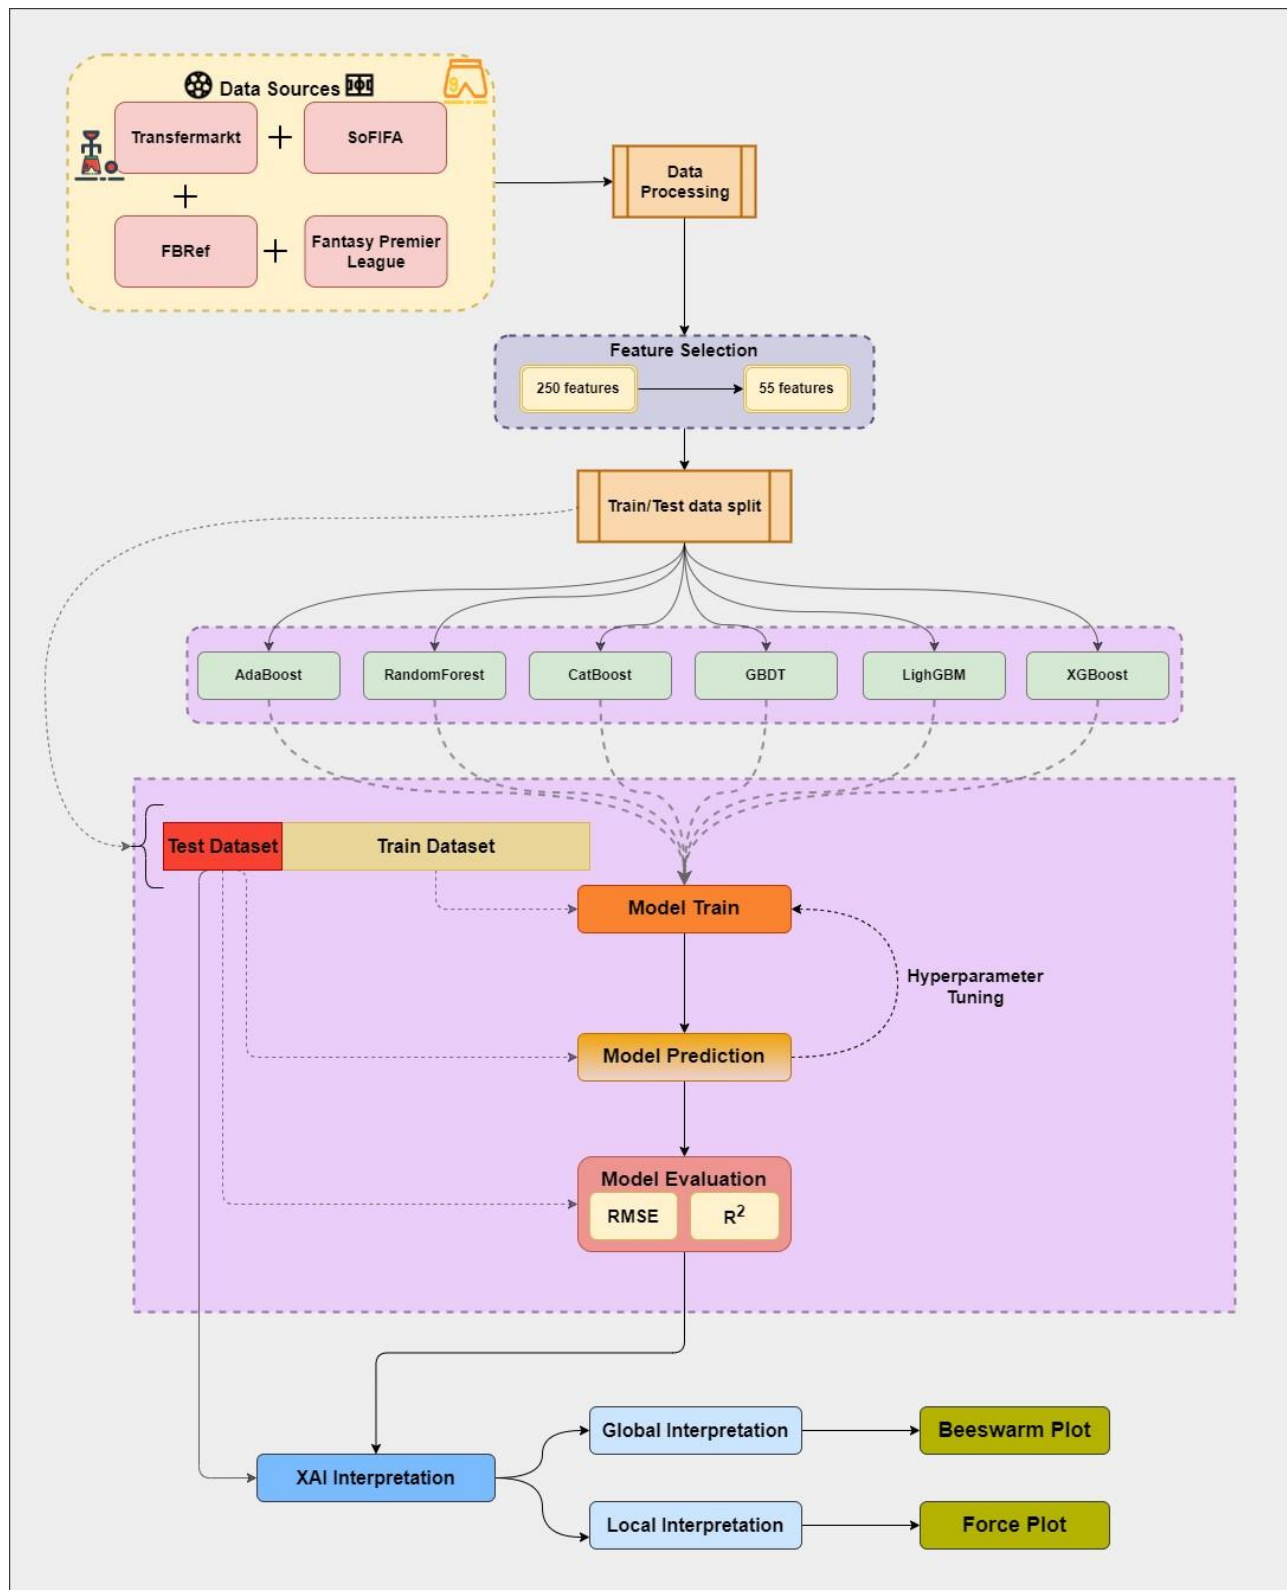 Data Sources
Transfermarkt
+
SoFIFA
+
FBRef
+
Fantasy Premier
League
Data
Processing
Feature Selection
250 features
55 features
Train/Test data split
AdaBoost
RandomForest
CatBoost
GBDT
LighGBM
XGBoost
Test Dataset
Train Dataset
Model Train
Hyperparameter
Tuning
Model Prediction
Model Evaluation
RMSE
R²
Global Interpretation
Beeswarm Plot
XAI Interpretation
Local Interpretation
Force Plot